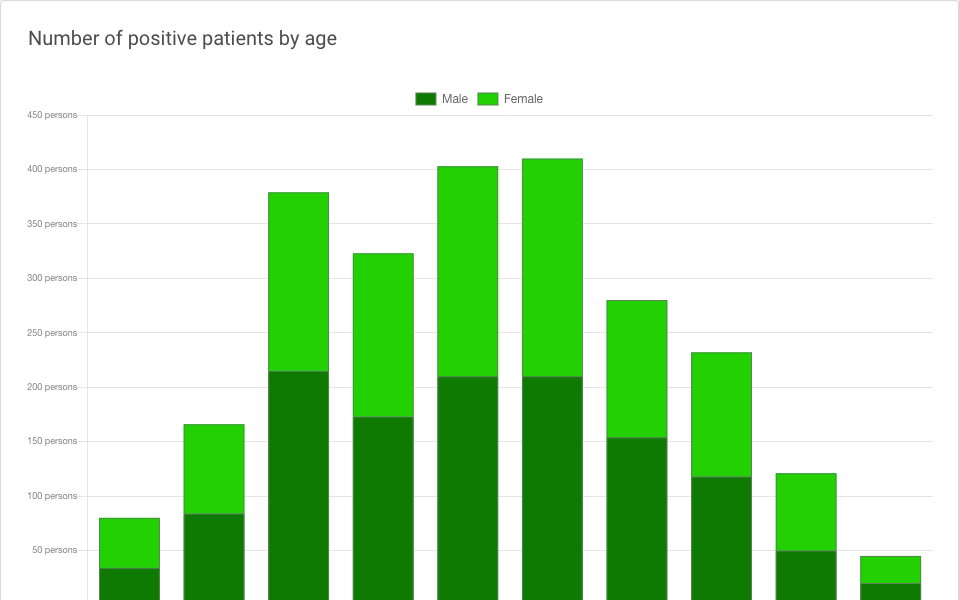 Number of positive patients by age
Male Female
450 persons
400 persons
350 persons
300 persons
250 persons
200 persons
150 persons
100 persons
50 persons